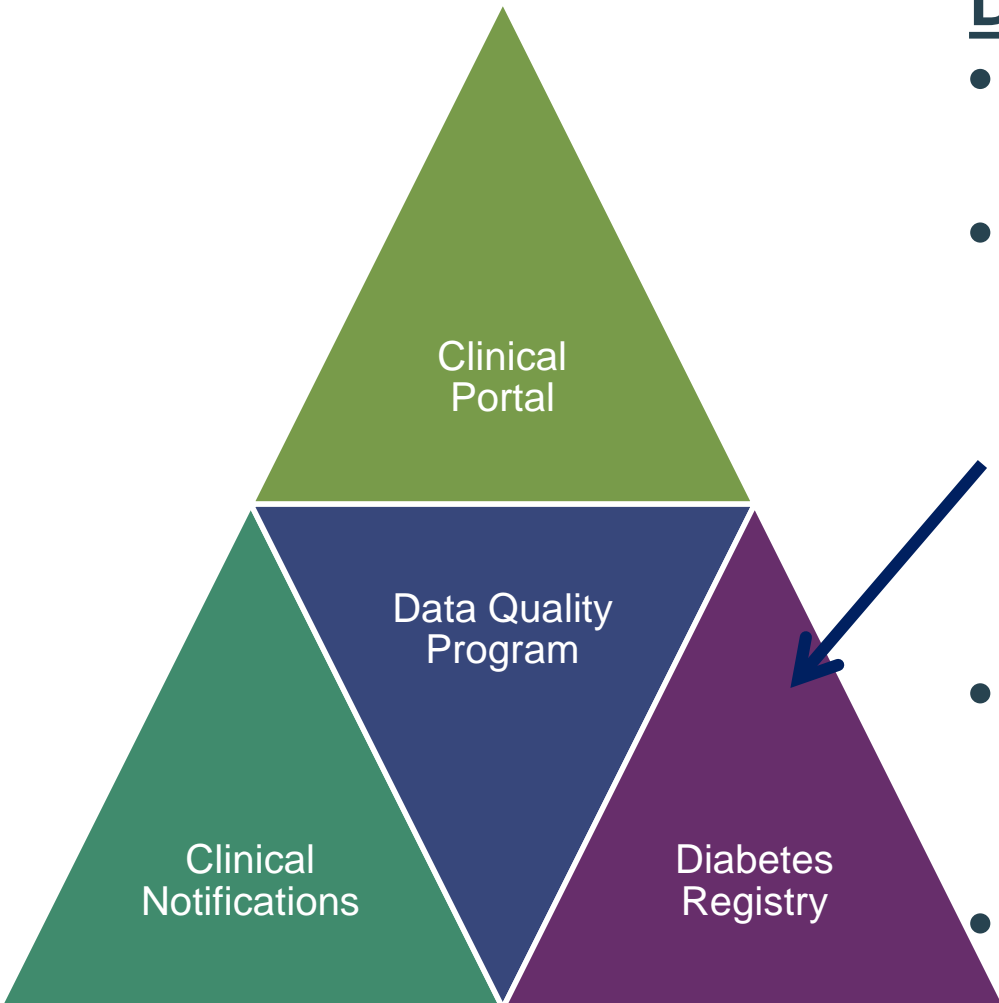 Clinical
Portal
Data Quality
Program
Clinical
Notifications
Diabetes
Registry